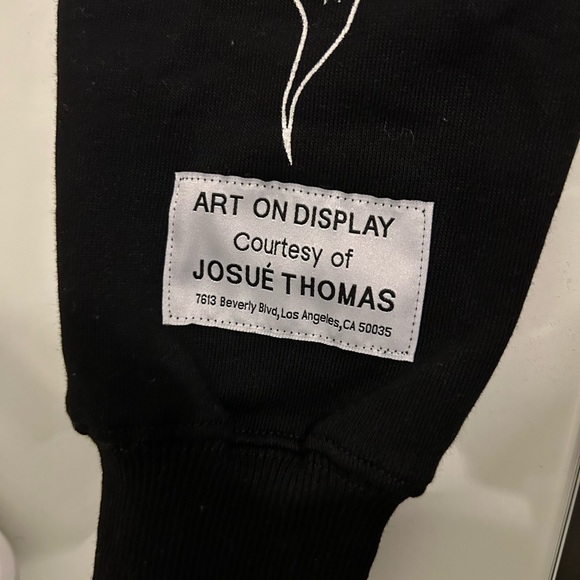 ART ON DISPLAY
Courtesy of
JOSUÉ THOMAS
7613 Beverly Blvd, Los Angeles, CA 50035